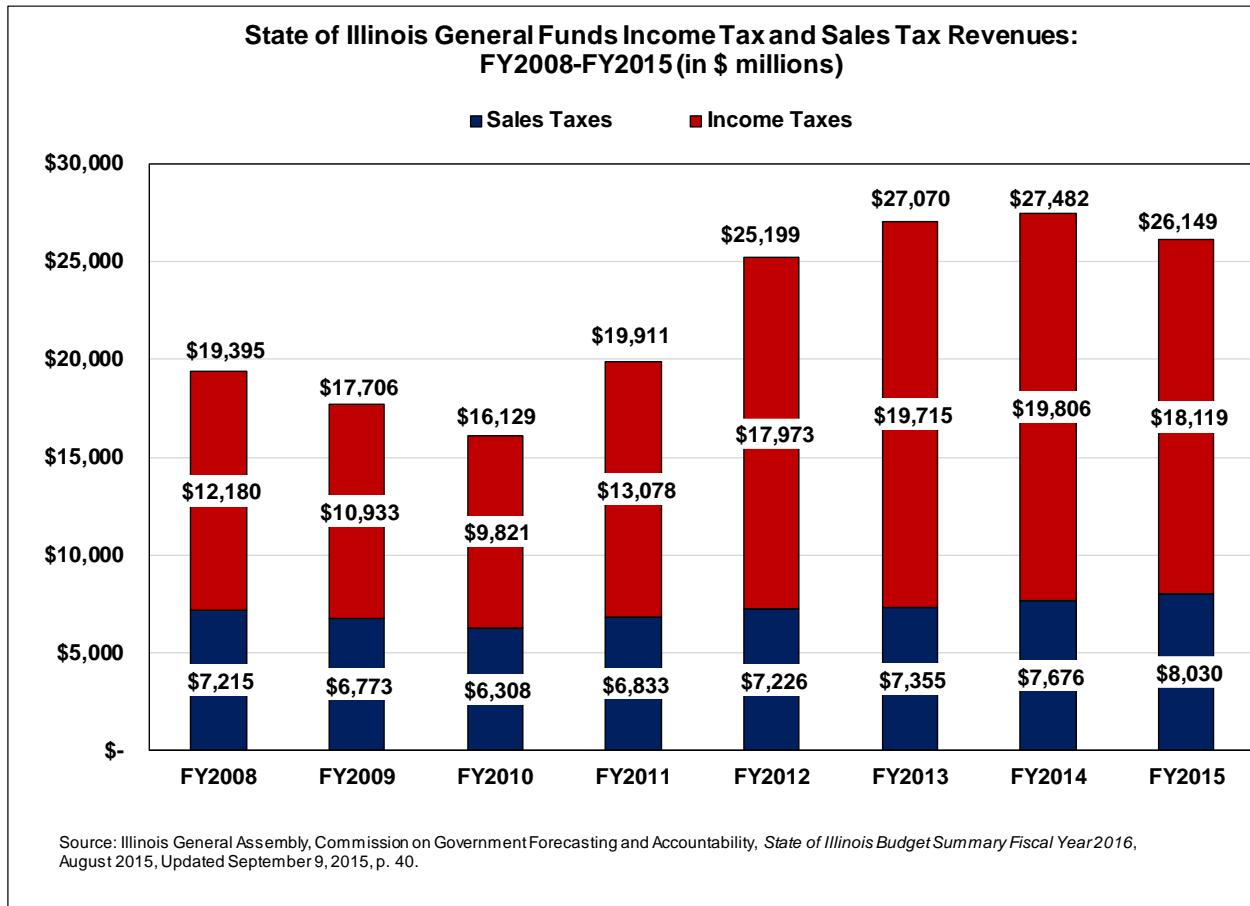 State of Illinois General Funds Income Tax and Sales Tax Revenues:
FY2008-FY2015 (in $ millions)
Sales Taxes Income Taxes
$30,000
$25,000
$20,000
$15,000
$10,000
$5,000
$-
$19,395 $17,706 $16,129 $19,911 $25,199 $27,070 $27,482 $26,149
$12,180 $10,933 $9,821 $13,078 $17,973 $19,715 $19,806 $18,119
$7,215 $6,773 $6,308 $6,833 $7,226 $7,355 $7,676 $8,030
FY2008 FY2009 FY2010 FY2011 FY2012 FY2013 FY2014 FY2015
Source: Illinois General Assembly, Commission on Government Forecasting and Accountability, State of Illinois Budget Summary Fiscal Year 2016,
August 2015, Updated September 9, 2015, p. 40.